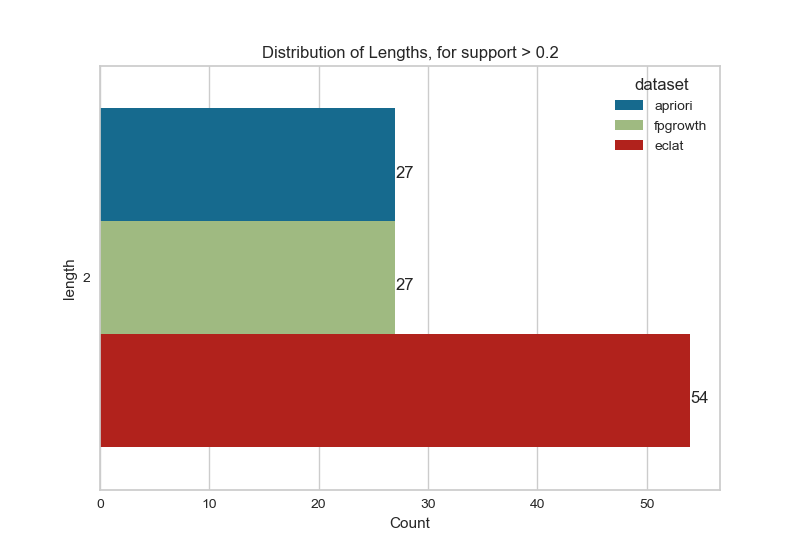 Distribution of Lengths, for support > 0.2
dataset
apriori
fpgrowth
eclat
27
27
54
length
2
0 10 20 30 40 50
Count